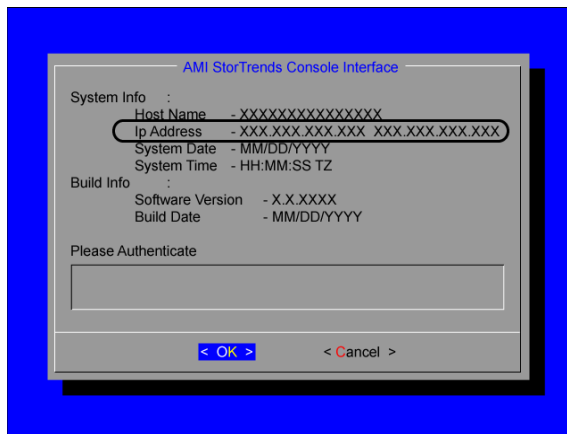 AMI StorTrends Console Interface
System Info :
Host Name - XXXXXXXXXXXXXXX
Ip Address - XXX.XXX.XXX.XXX XXX.XXX.XXX.XXX
System Date - MM/DD/YYYY
System Time - HH:MM:SS TZ
Build Info :
Software Version - X.X.XXXX
Build Date - MM/DD/YYYY
Please Authenticate
< OK > < Cancel >